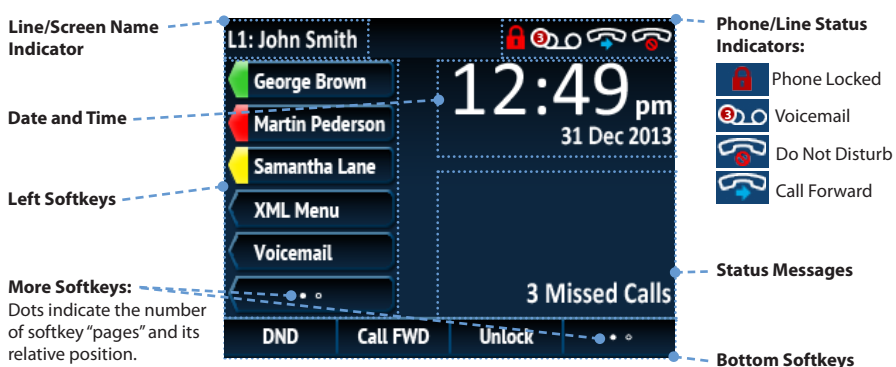 Line/Screen Name
Indicator
Date and Time
Left Softkeys
More Softkeys:
Dots indicate the number
of softkey “pages” and its
relative position.
L1: John Smith
3
George Brown
Martin Pederson
Samantha Lane
XML Menu
Voicemail
12:49 pm
31 Dec 2013
3 Missed Calls
DND Call FWD Unlock
Phone/Line Status
Indicators:
Phone Locked
3 Voicemail
Do Not Disturb
Call Forward
Status Messages
Bottom Softkeys